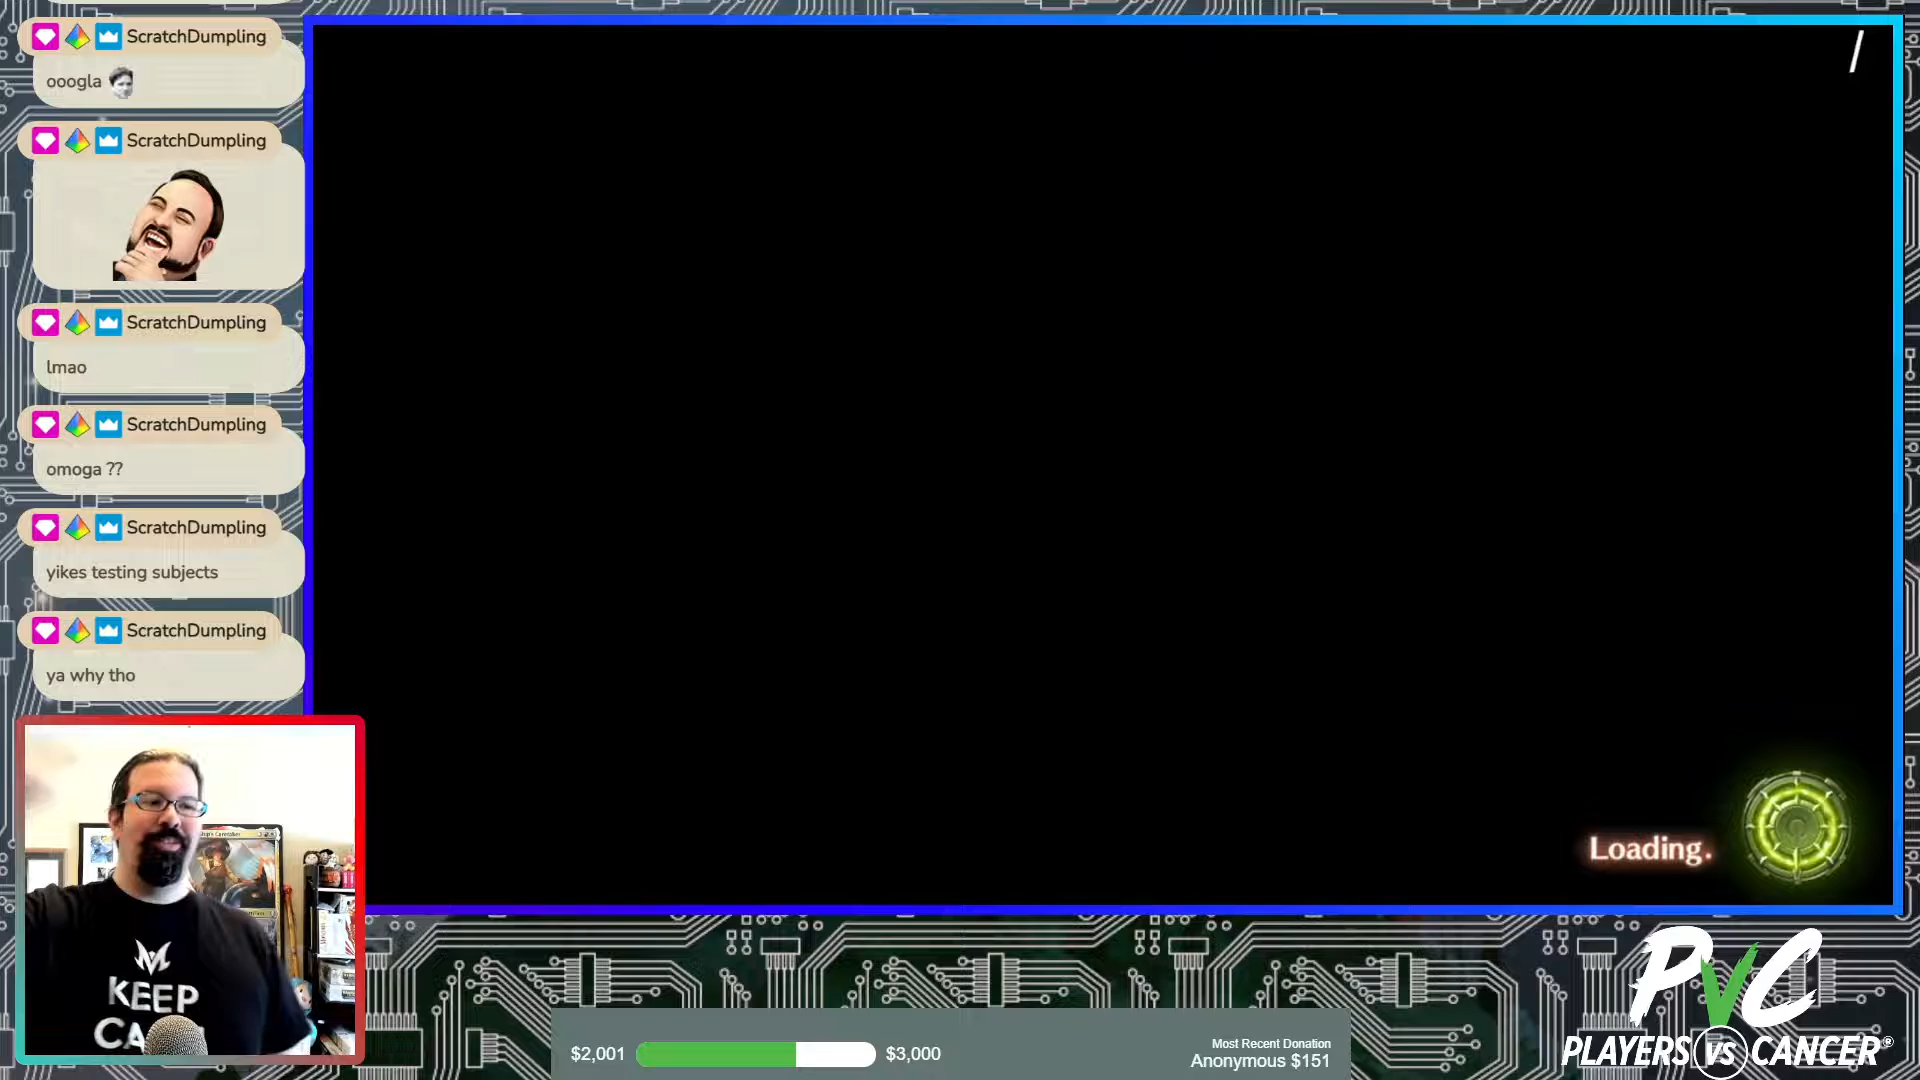 ScratchDumpling
ooogla
ScratchDumpling
ScratchDumpling
lmao
ScratchDumpling
omoga ??
ScratchDumpling
yikes testing subjects
ScratchDumpling
ya why tho
/
Loading.
KEEP
$2,001
$3,000
Most Recent Donation
Anonymous $151
PVC
PLAYERS VS CANCER®